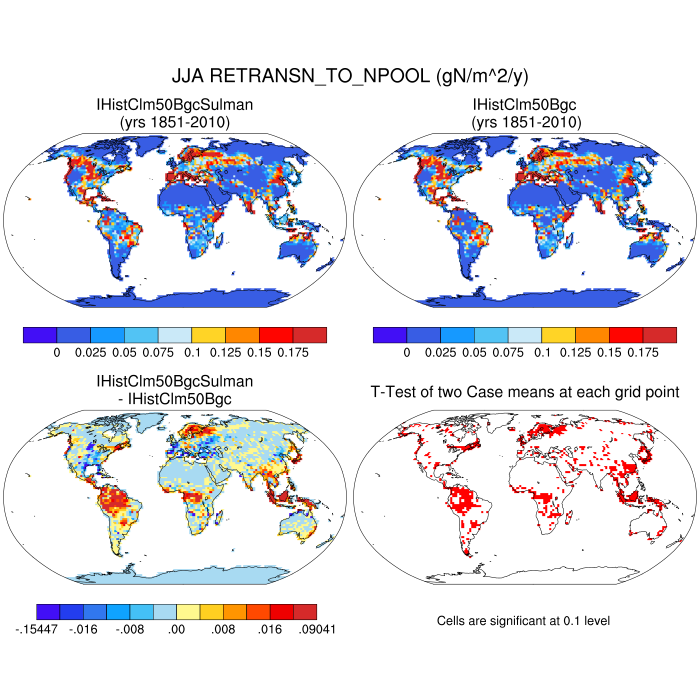 JJA RETRANSN_TO_NPOOL (gN/m^2/y)
IHistClm50BgcSulman
(yrs 1851-2010)
IHistClm50Bgc
(yrs 1851-2010)
0 0.025 0.05 0.075 0.1 0.125 0.15 0.175
0 0.025 0.05 0.075 0.1 0.125 0.15 0.175
IHistClm50BgcSulman
- IHistClm50Bgc
T-Test of two Case means at each grid point
-.15447 -.016 -.008 .00 .008 .016 .09041
Cells are significant at 0.1 level